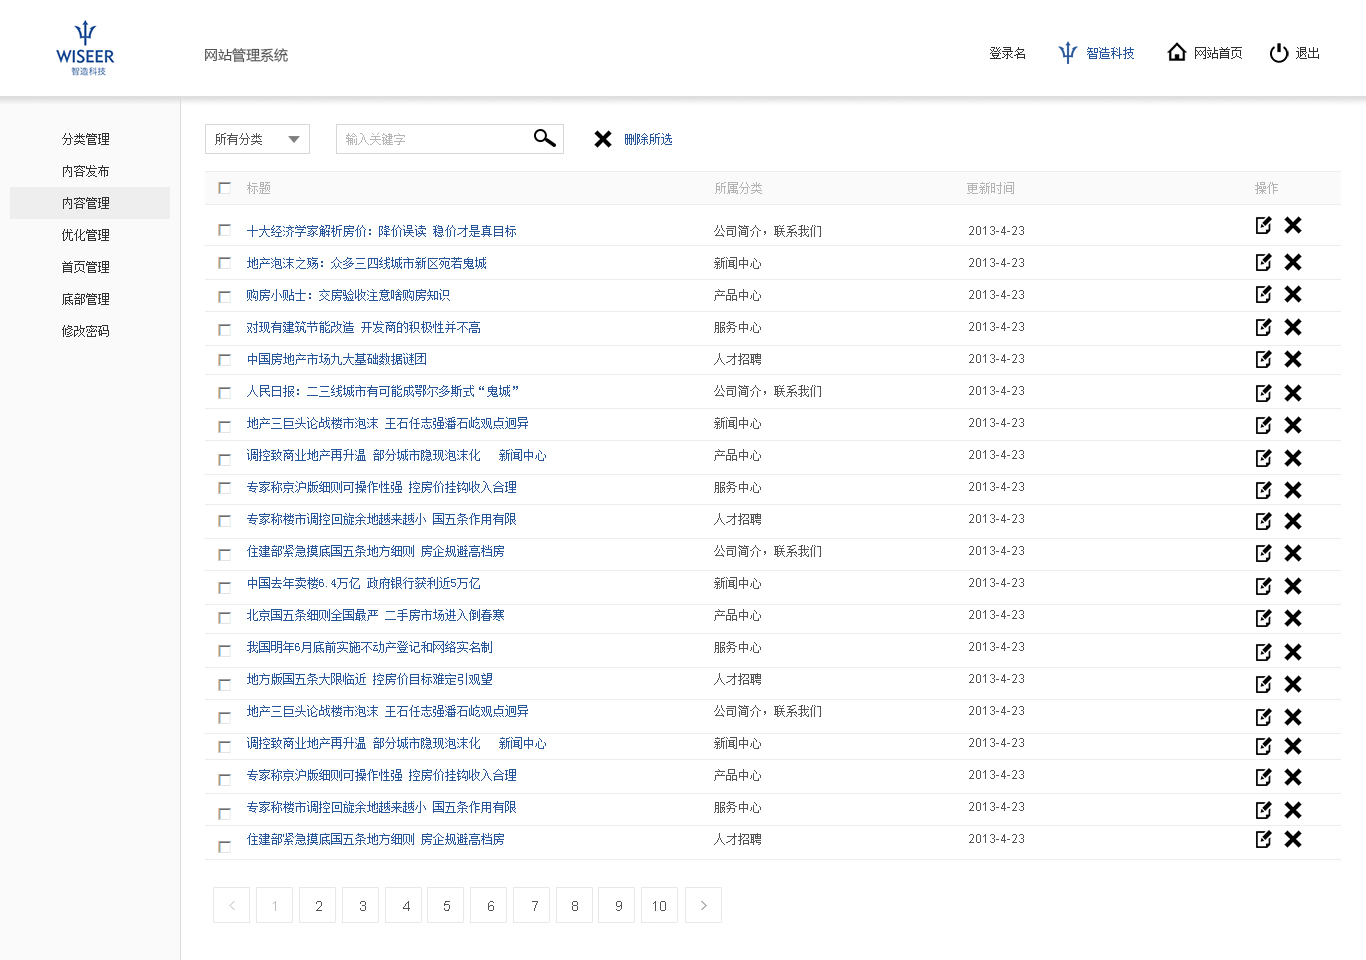 WISEER
智造科技
网站管理系统
登录名 智造科技 网站首页 退出
分类管理
内容发布
内容管理
优化管理
首页管理
底部管理
修改密码
所有分类 输入关键字 删除所选
标题 所属分类 更新时间 操作
十大经济学家解析房价：降价误读 稳价才是真目标 公司简介，联系我们 2013-4-23
地产泡沫之殇：众多三四线城市新区宛若鬼城 新闻中心 2013-4-23
购房小贴士：交房验收注意啥购房知识 产品中心 2013-4-23
对现有建筑节能改造 开发商的积极性并不高 服务中心 2013-4-23
中国房地产市场九大基础数据谜团 人才招聘 2013-4-23
人民日报：二三线城市有可能成鄂尔多斯式“鬼城” 公司简介，联系我们 2013-4-23
地产三巨头论战楼市泡沫 王石任志强潘石屹观点迥异 新闻中心 2013-4-23
调控致商业地产再升温 部分城市隐现泡沫化 新闻中心 产品中心 2013-4-23
专家称京沪版细则可操作性强 控房价挂钩收入合理 服务中心 2013-4-23
专家称楼市调控回旋余地越来越小 国五条作用有限 人才招聘 2013-4-23
住建部紧急摸底国五条地方细则 房企规避高档房 公司简介，联系我们 2013-4-23
中国去年卖楼6.4万亿 政府银行获利近5万亿 新闻中心 2013-4-23
北京国五条细则全国最严 二手房市场进入倒春寒 产品中心 2013-4-23
我国明年6月底前实施不动产登记和网络实名制 服务中心 2013-4-23
地方版国五条大限临近 控房价目标难定引观望 人才招聘 2013-4-23
地产三巨头论战楼市泡沫 王石任志强潘石屹观点迥异 公司简介，联系我们 2013-4-23
调控致商业地产再升温 部分城市隐现泡沫化 新闻中心 新闻中心 2013-4-23
专家称京沪版细则可操作性强 控房价挂钩收入合理 产品中心 2013-4-23
专家称楼市调控回旋余地越来越小 国五条作用有限 服务中心 2013-4-23
住建部紧急摸底国五条地方细则 房企规避高档房 人才招聘 2013-4-23
< 1 2 3 4 5 6 7 8 9 10 >